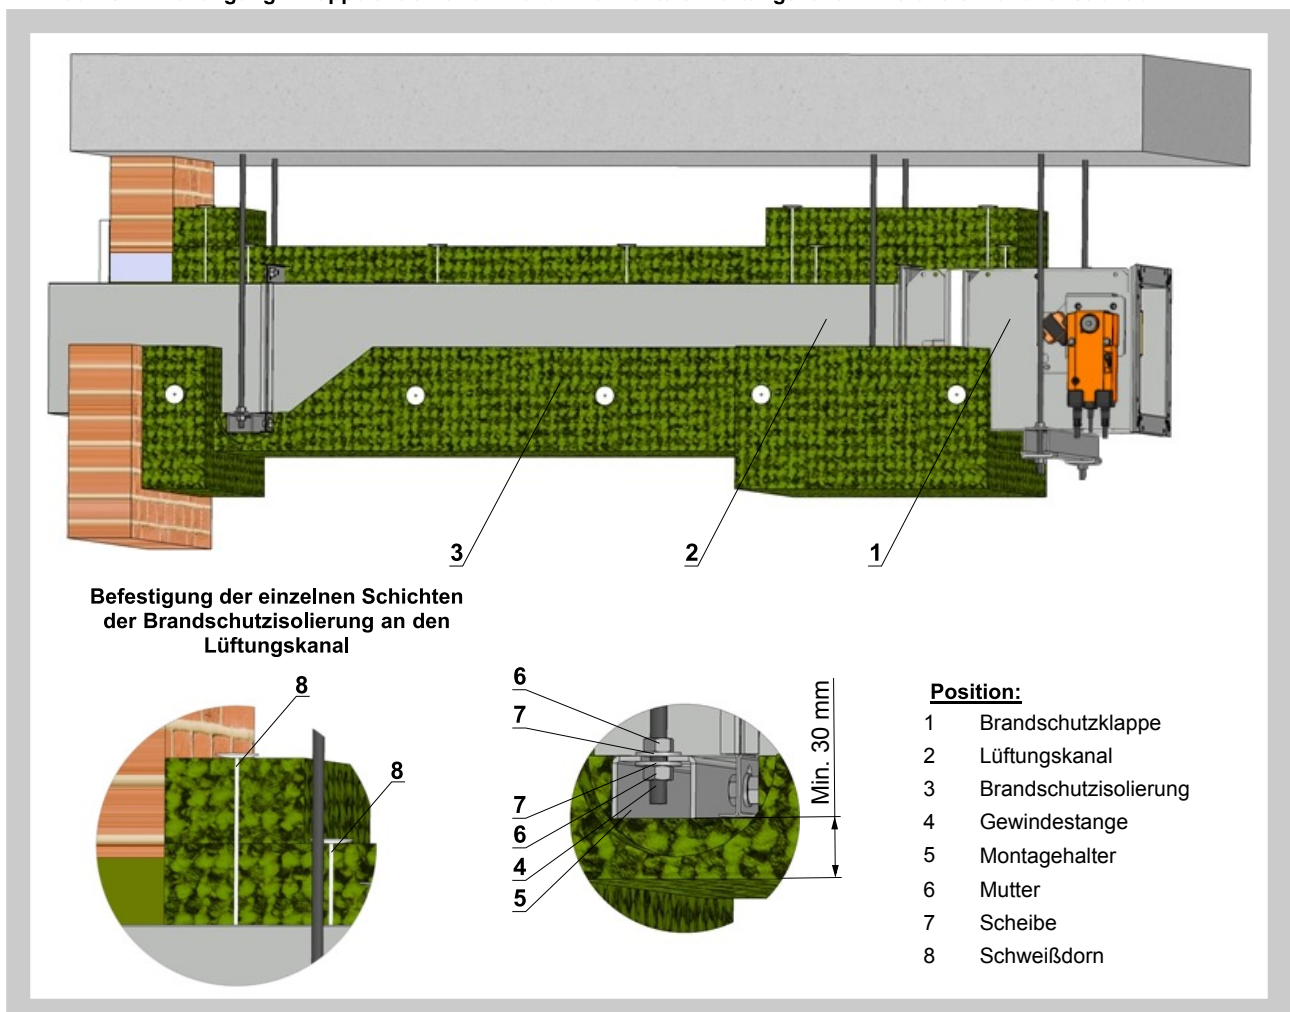 3
2
1
Befestigung der einzelnen Schichten
der Brandschutzisolierung an den
Lüftungskanal
8
8
6
7
7
6
4
5
Min. 30 mm
Position:
1 Brandschutzklappe
2 Lüftungskanal
3 Brandschutzisolierung
4 Gewindestange
5 Montagehalter
6 Mutter
7 Scheibe
8 Schweißdorn